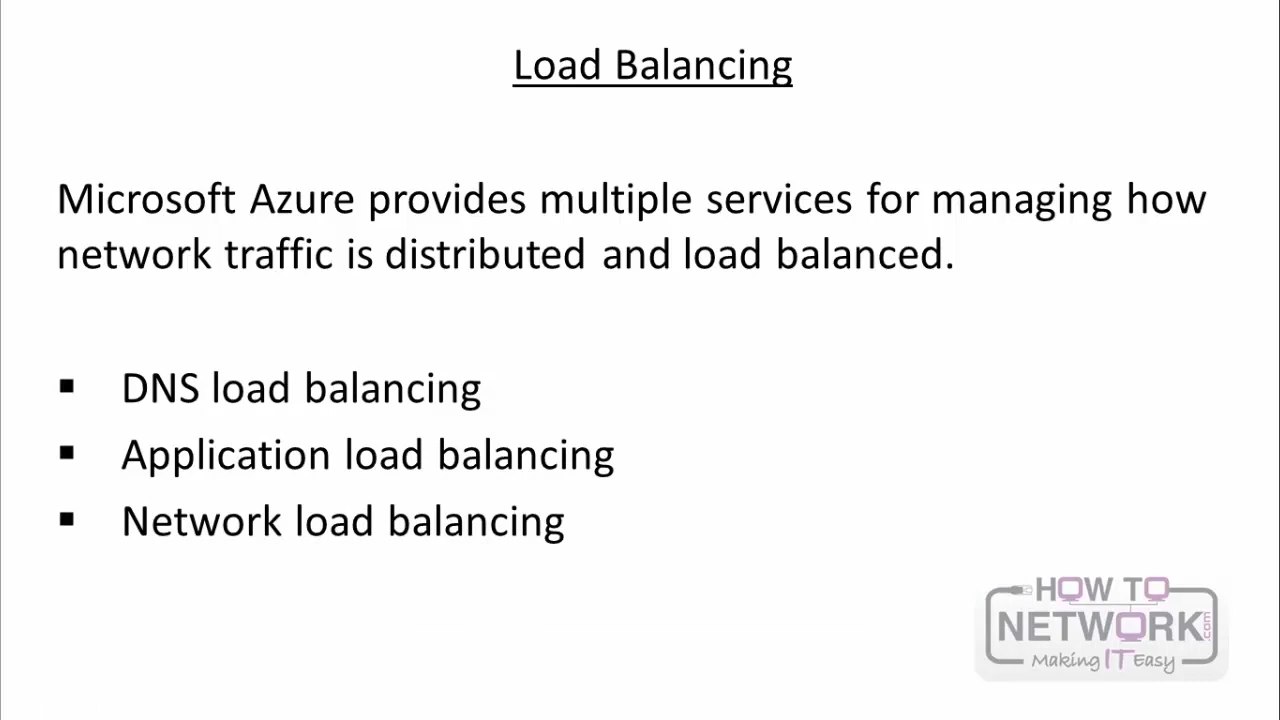 Load Balancing
Microsoft Azure provides multiple services for managing how
network traffic is distributed and load balanced.
▪ DNS load balancing
▪ Application load balancing
▪ Network load balancing
HOW TO
NETWORK.com
Making IT Easy